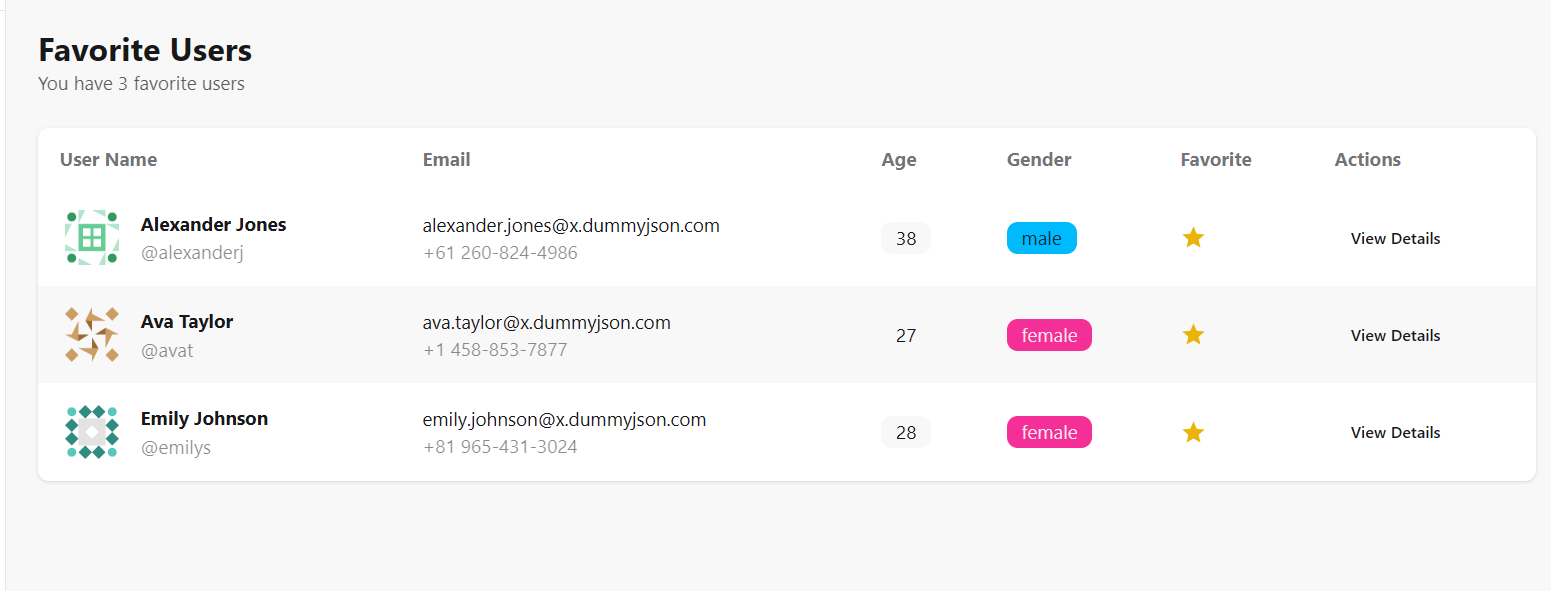 Favorite Users
You have 3 favorite users
User Name Email Age Gender Favorite Actions
Alexander Jones alexander.jones@x.dummyjson.com 38 male View Details
@alexanderj +61 260-824-4986
Ava Taylor ava.taylor@x.dummyjson.com 27 female View Details
@avat +1 458-853-7877
Emily Johnson emily.johnson@x.dummyjson.com 28 female View Details
@emilys +81 965-431-3024